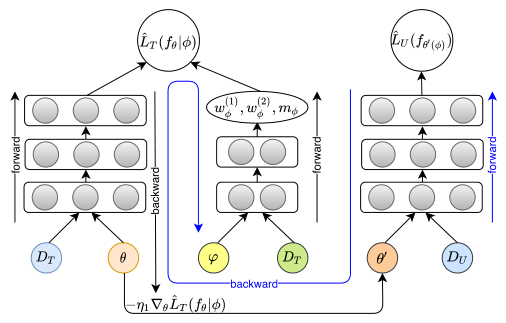 L̂_T(f_θ|ϕ)
L̂_U(f_θ′(ϕ))
w_ϕ^(1), w_ϕ^(2), m_ϕ
forward
backward
forward
forward
D_T
θ
φ
D_T
θ′
D_U
backward
−η₁∇_θ L̂_T(f_θ|ϕ)